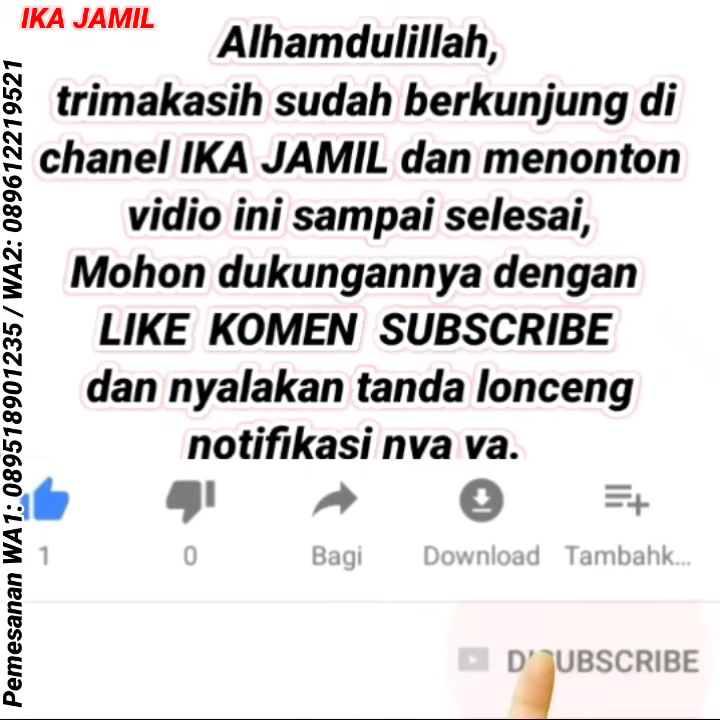 IKA JAMIL
Alhamdulillah,
trimakasih sudah berkunjung di
chanel IKA JAMIL dan menonton
vidio ini sampai selesai,
Mohon dukungannya dengan
LIKE KOMEN SUBSCRIBE
dan nyalakan tanda lonceng
notifikasi nya ya.
1
0
Bagi
Download
Tambahk...
Pemesanan WA1: 089518901235 / WA2: 089612219521